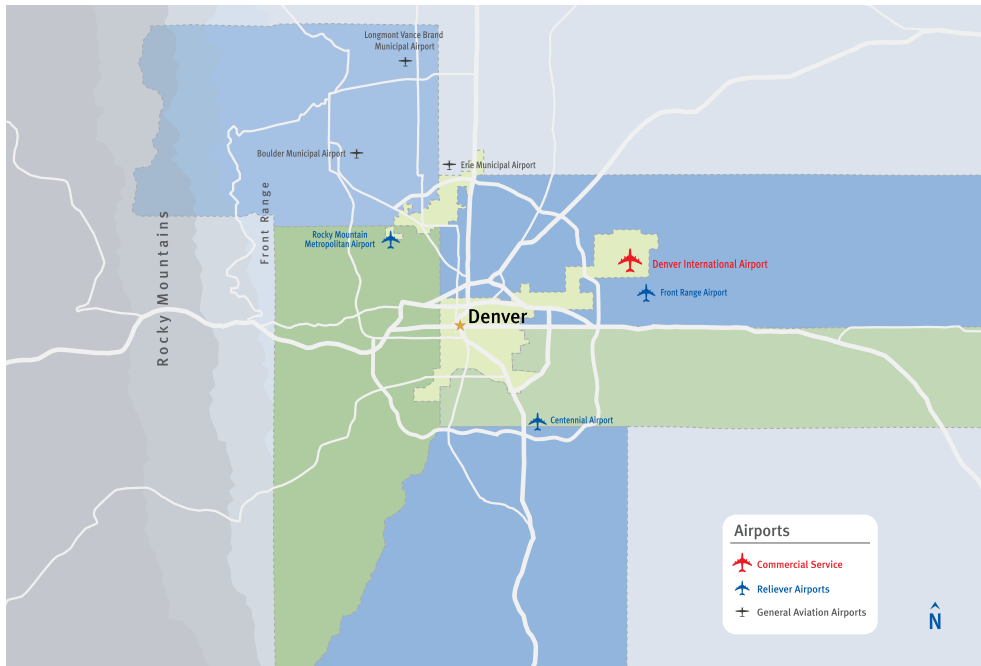 Longmont Vance Brand
Municipal Airport
Boulder Municipal Airport
Erie Municipal Airport
Front Range
Rocky Mountains
Rocky Mountain
Metropolitan Airport
Denver International Airport
Front Range Airport
Denver
Centennial Airport
Airports
Commercial Service
Reliever Airports
General Aviation Airports
N